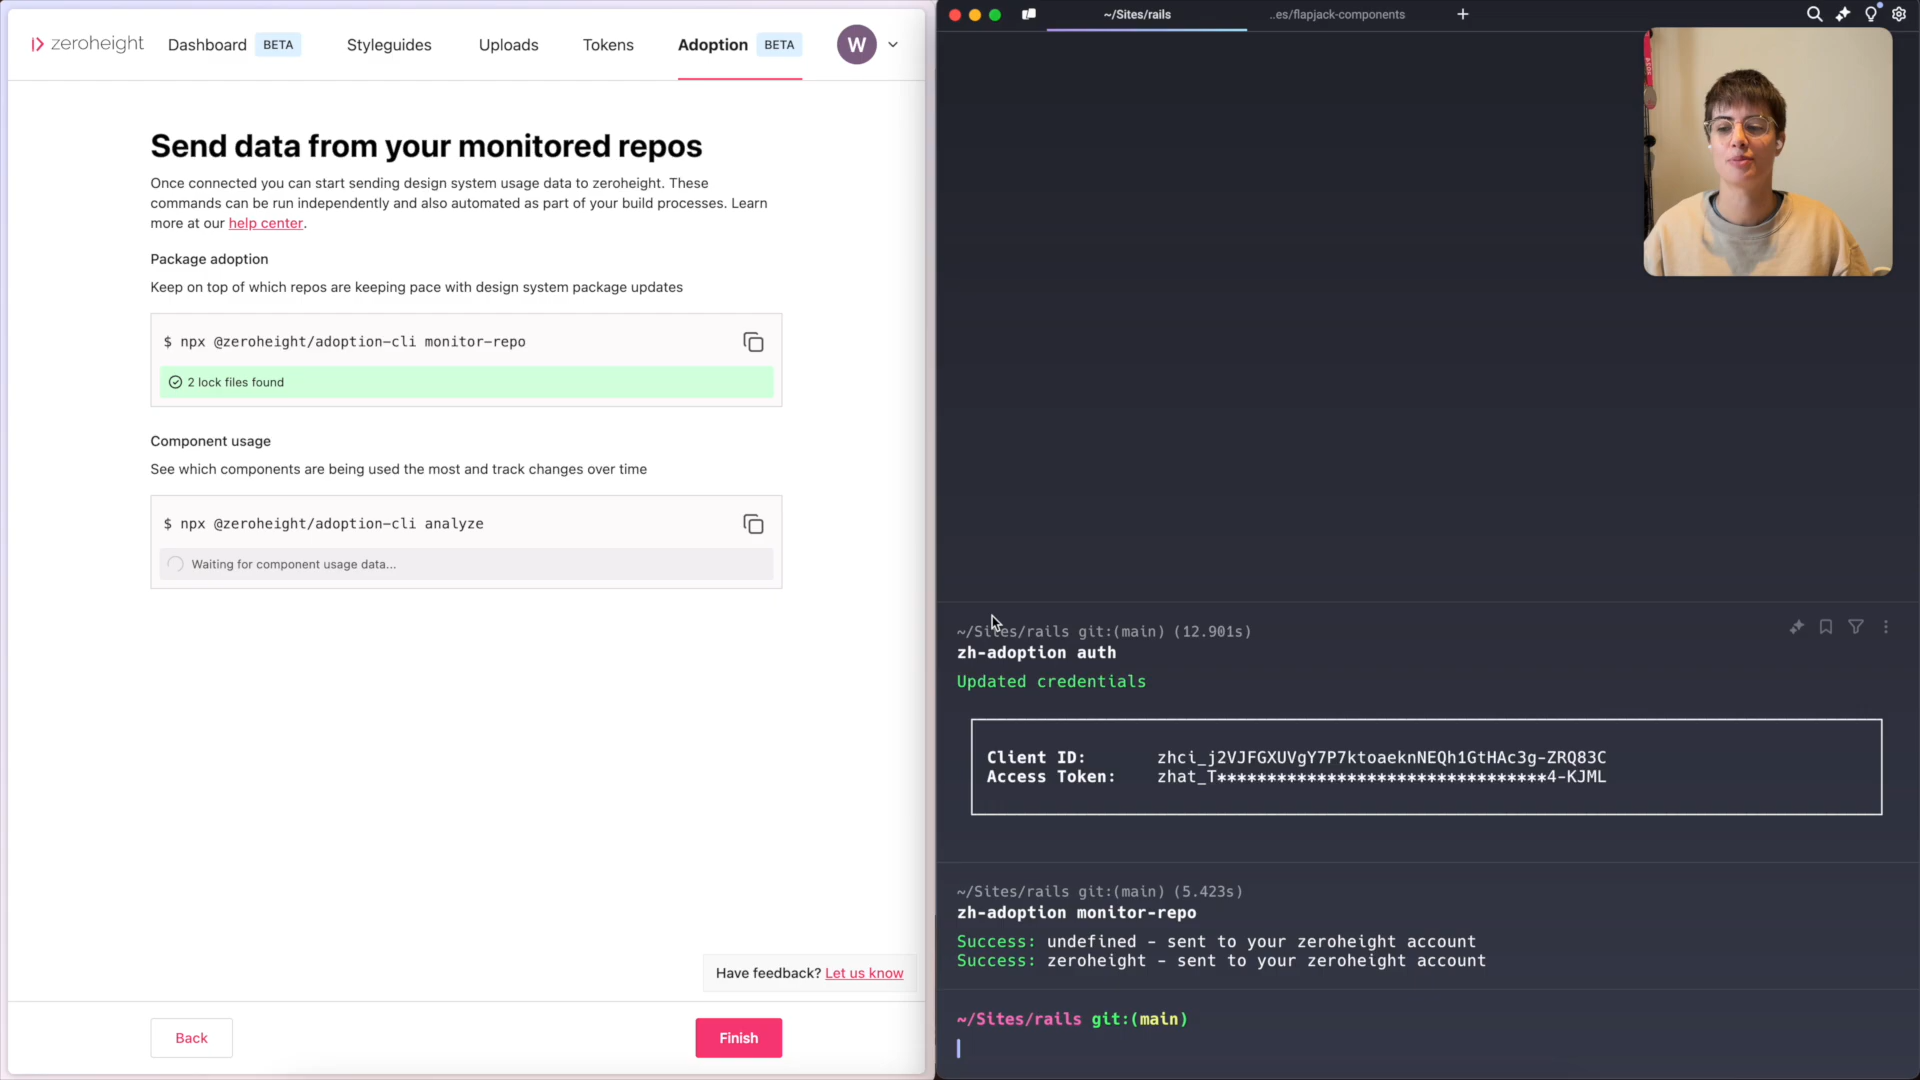 zeroheight
Dashboard BETA
Styleguides
Uploads
Tokens
Adoption BETA
W
Send data from your monitored repos
Once connected you can start sending design system usage data to zeroheight. These
commands can be run independently and also automated as part of your build processes. Learn
more at our help center.
Package adoption
Keep on top of which repos are keeping pace with design system package updates
$ npx @zeroheight/adoption-cli monitor-repo
2 lock files found
Component usage
See which components are being used the most and track changes over time
$ npx @zeroheight/adoption-cli analyze
Waiting for component usage data...
Have feedback? Let us know
Back
Finish
~/Sites/rails
..es/flapjack-components
~/Sites/rails git:(main) (12.901s)
zh-adoption auth
Updated credentials
Client ID: zhci_j2VJFGXUVgY7P7ktoaeknNEQh1GtHAc3g-ZRQ83C
Access Token: zhat_T*********************************4-KJML
~/Sites/rails git:(main) (5.423s)
zh-adoption monitor-repo
Success: undefined - sent to your zeroheight account
Success: zeroheight - sent to your zeroheight account
~/Sites/rails git:(main)